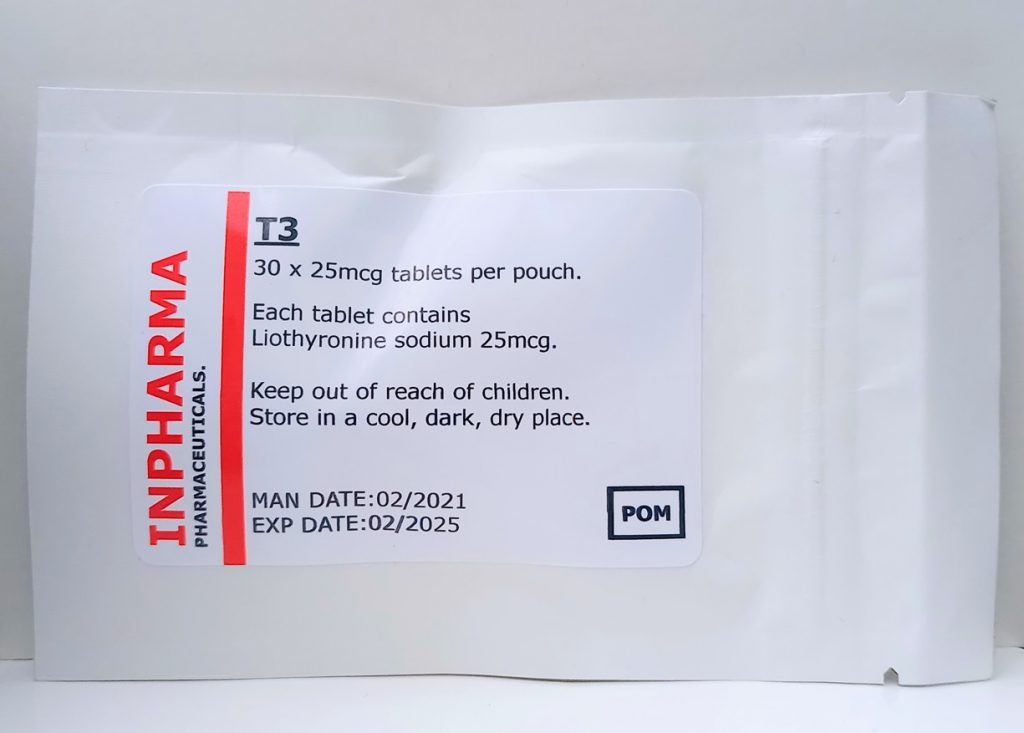 INPHARMA
PHARMACEUTICALS.
T3
30 x 25mcg tablets per pouch.
Each tablet contains
Liothyronine sodium 25mcg.
Keep out of reach of children.
Store in a cool, dark, dry place.
MAN DATE:02/2021
EXP DATE:02/2025
POM